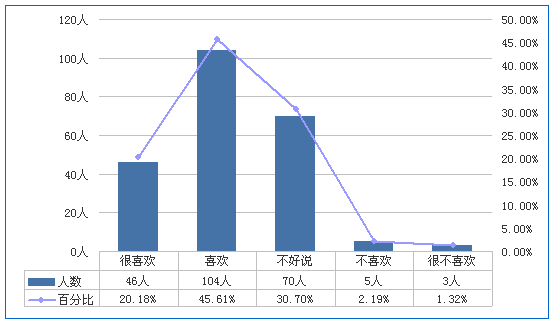 120人 50.00%
45.00%
100人 40.00%
35.00%
80人
30.00%
60人 25.00%
20.00%
40人
15.00%
20人 10.00%
5.00%
0人 0.00%
很喜欢 喜欢 不好说 不喜欢 很不喜欢
人数 46人 104人 70人 5人 3人
百分比 20.18% 45.61% 30.70% 2.19% 1.32%